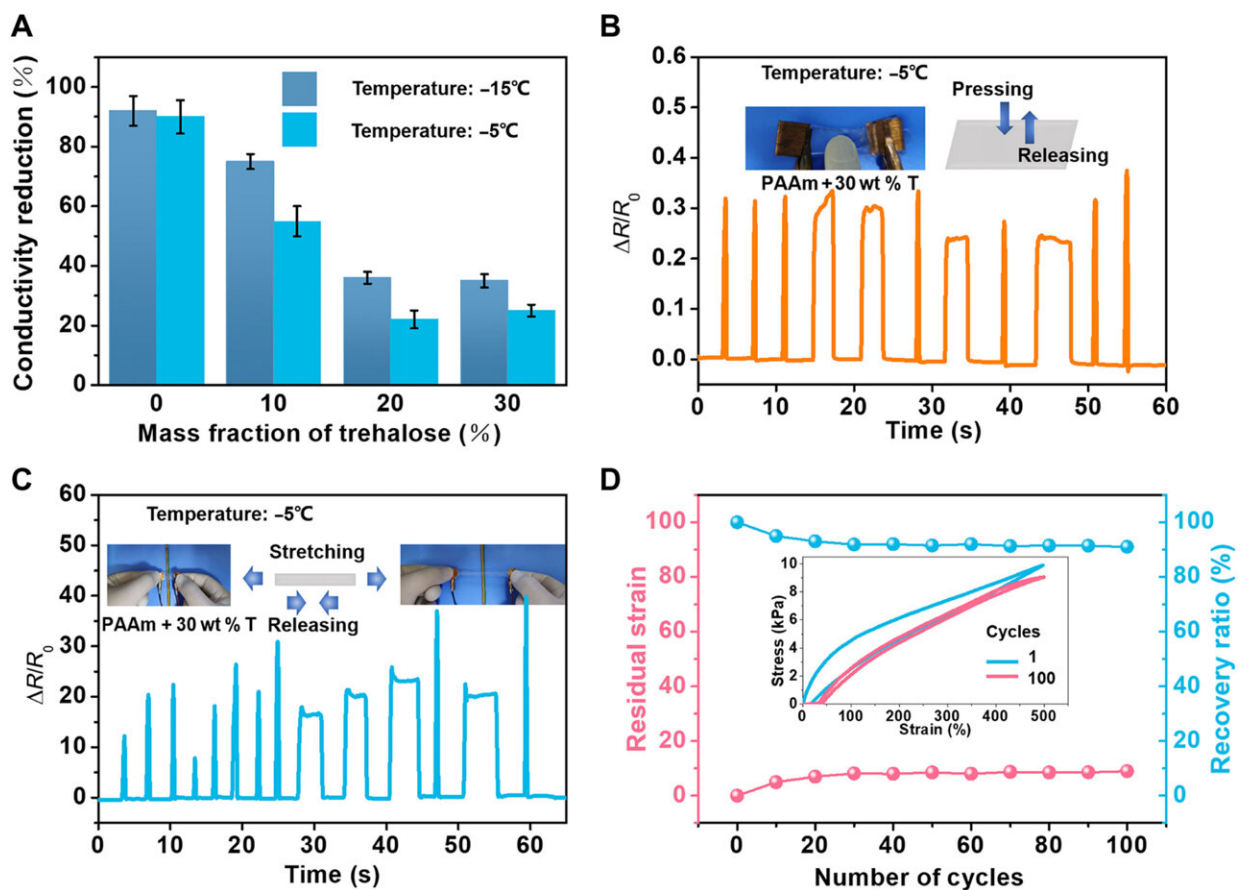 A
Conductivity reduction (%)
100
80
60
40
20
0
Temperature: –15℃
Temperature: –5℃
0 10 20 30
Mass fraction of trehalose (%)
B
ΔR/R0
0.6
0.5
0.4
0.3
0.2
0.1
0.0
Temperature: –5℃
Pressing
Releasing
PAAm + 30 wt % T
0 10 20 30 40 50 60
Time (s)
C
ΔR/R0
60
50
40
30
20
10
0
Temperature: –5℃
Stretching
Releasing
PAAm + 30 wt % T
0 10 20 30 40 50 60
Time (s)
D
Residual strain
100
80
60
40
20
0
Stress (kPa)
10
8
6
4
2
0
Cycles
1
100
0 100 200 300 400 500
Strain (%)
100
80
60
40
20
0
Recovery ratio (%)
0 20 40 60 80 100
Number of cycles